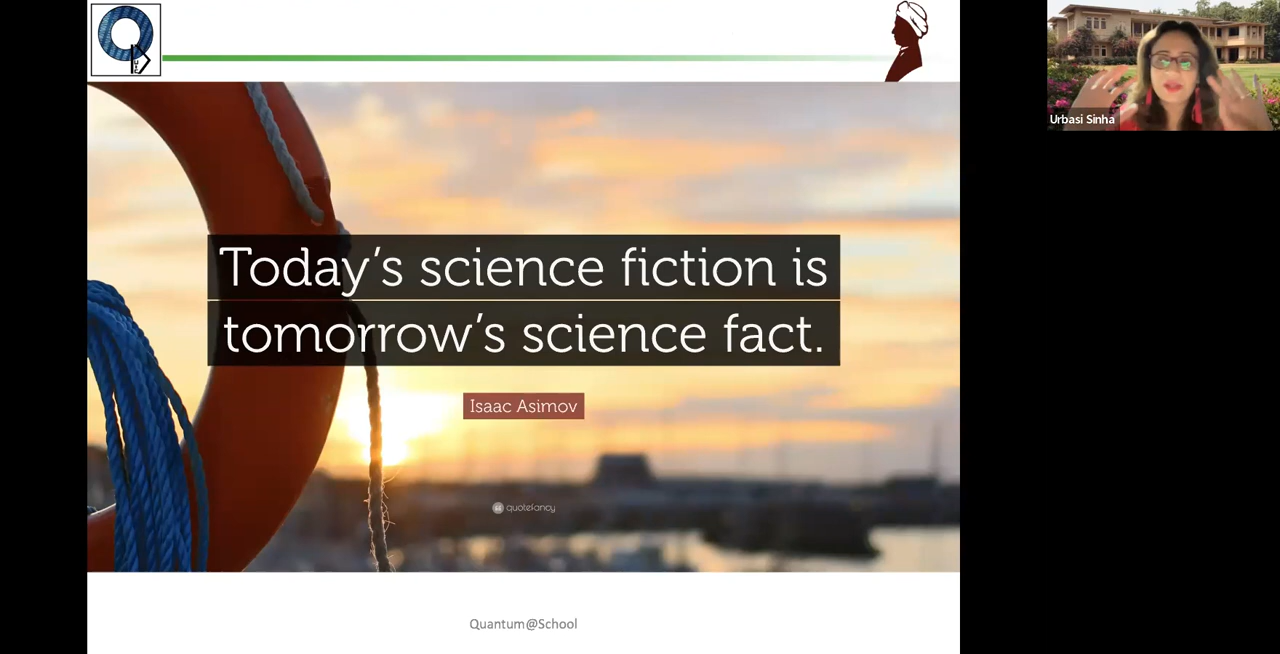 Today's science fiction is
tomorrow's science fact.
Isaac Asimov
quotefancy
Quantum@School
Urbasi Sinha